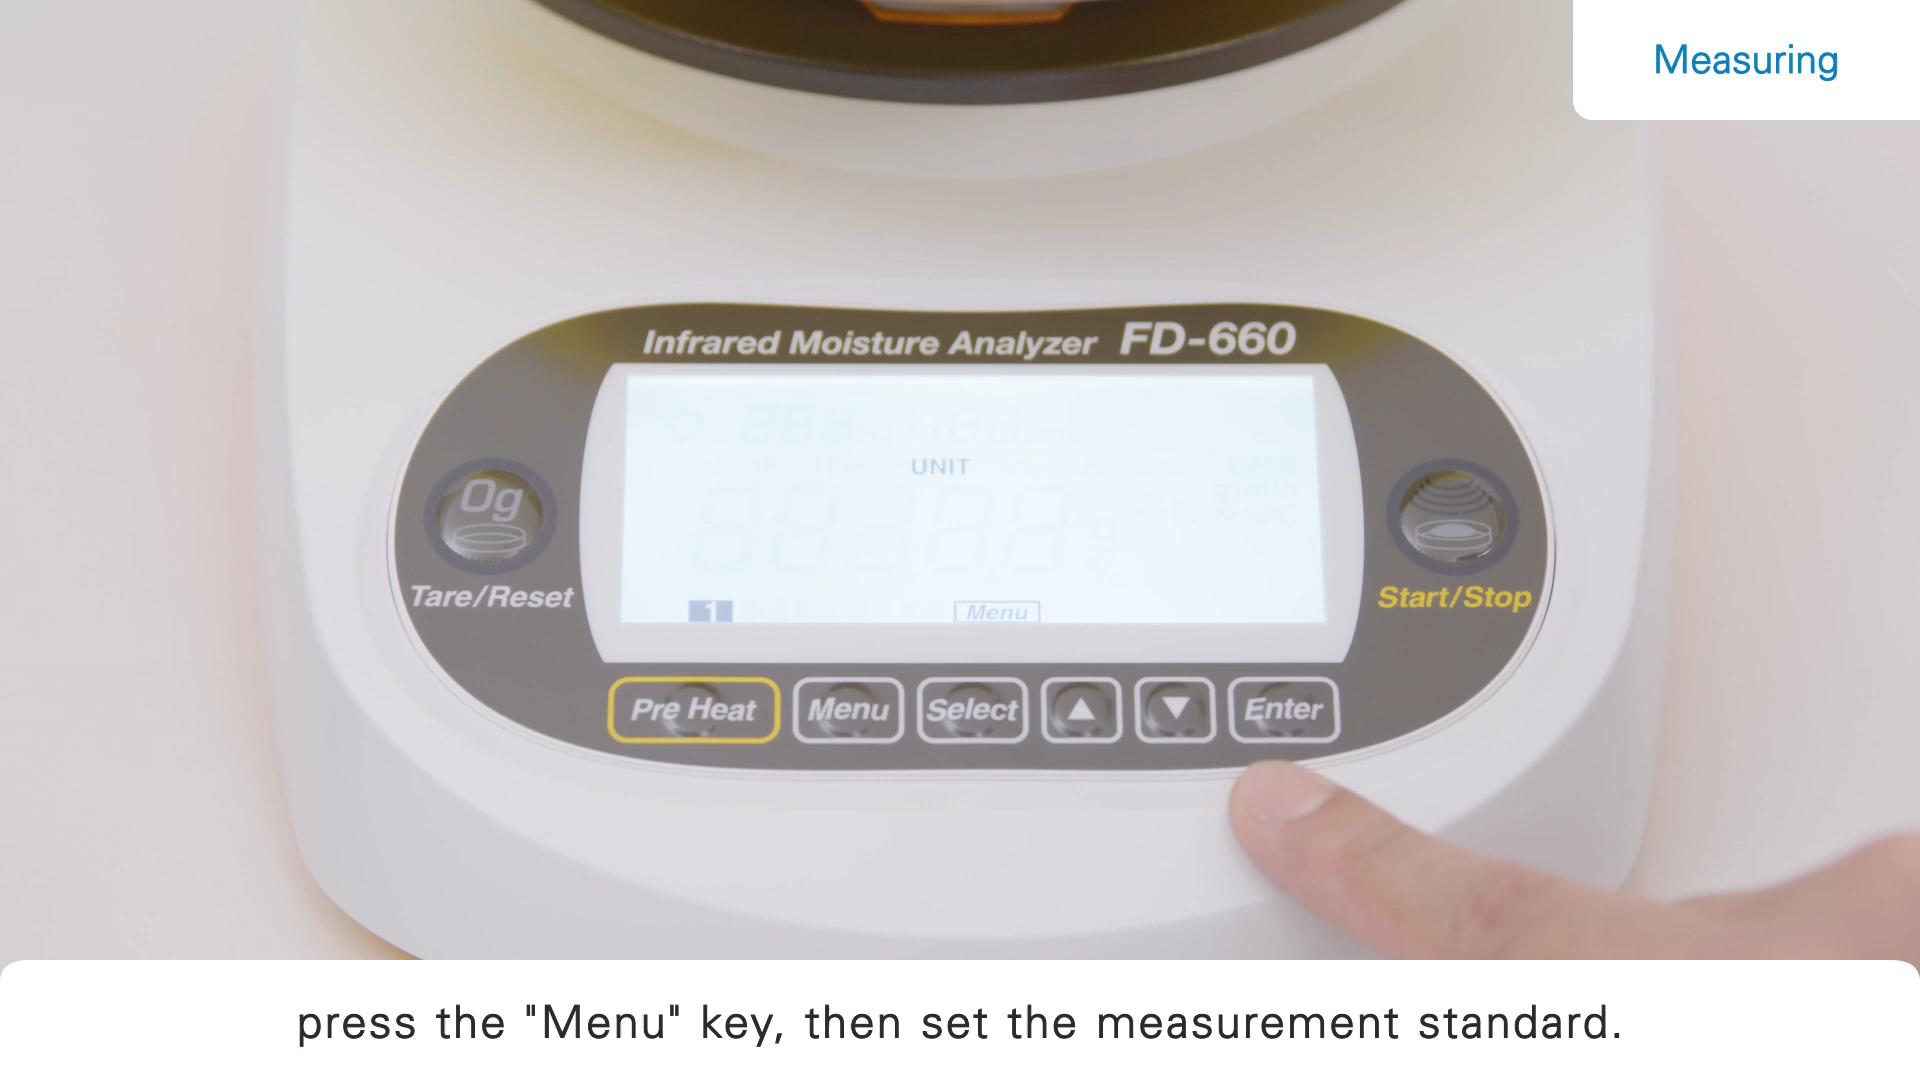 Measuring
Infrared Moisture Analyzer FD-660
UNIT
0g
Tare/Reset
Start/Stop
1
Menu
Pre Heat
Menu
Select
▲
▼
Enter
press the "Menu" key, then set the measurement standard.